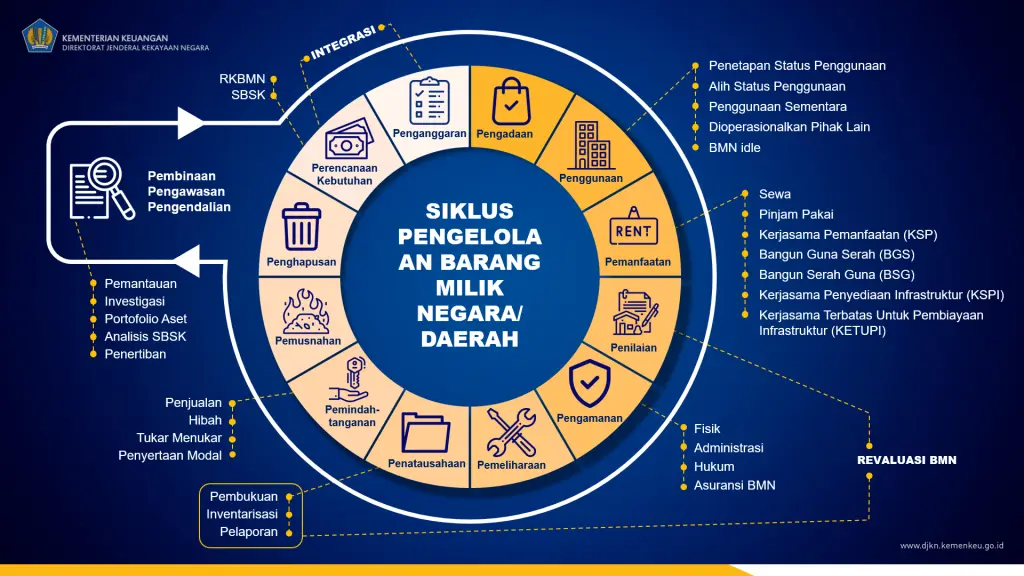 KEMENTERIAN KEUANGAN
DIREKTORAT JENDERAL KEKAYAAN NEGARA
INTEGRASI
RKBMN
SBSK
Pembinaan
Pengawasan
Pengendalian
Pemantauan
Investigasi
Portofolio Aset
Analisis SBSK
Penertiban
Penjualan
Hibah
Tukar Menukar
Penyertaan Modal
Pembukuan
Inventarisasi
Pelaporan
SIKLUS
PENGELOLA
AN BARANG
MILIK
NEGARA/
DAERAH
Perencanaan
Kebutuhan
Penganggaran
Pengadaan
Penggunaan
RENT
Pemanfaatan
Penilaian
Pengamanan
Pemeliharaan
Penatausahaan
Pemindah-
tanganan
Pemusnahan
Penghapusan
Penetapan Status Penggunaan
Alih Status Penggunaan
Penggunaan Sementara
Dioperasionalkan Pihak Lain
BMN idle
Sewa
Pinjam Pakai
Kerjasama Pemanfaatan (KSP)
Bangun Guna Serah (BGS)
Bangun Serah Guna (BSG)
Kerjasama Penyediaan Infrastruktur (KSPI)
Kerjasama Terbatas Untuk Pembiayaan
Infrastruktur (KETUPI)
Fisik
Administrasi
Hukum
Asuransi BMN
REVALUASI BMN
www.djkn.kemenkeu.go.id